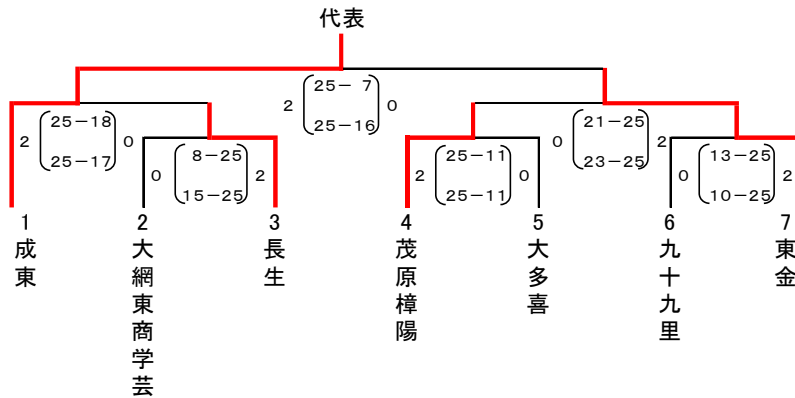 代表
2 25－ 7 0
25－16
2 25－18 0
25－17
0 8－25 2
15－25
2 25－11 0
25－11
0 21－25 2
23－25
0 13－25 2
10－25
1 成東
2 大網東商学芸
3 長生
4 茂原樟陽
5 大多喜
6 九十九里
7 東金